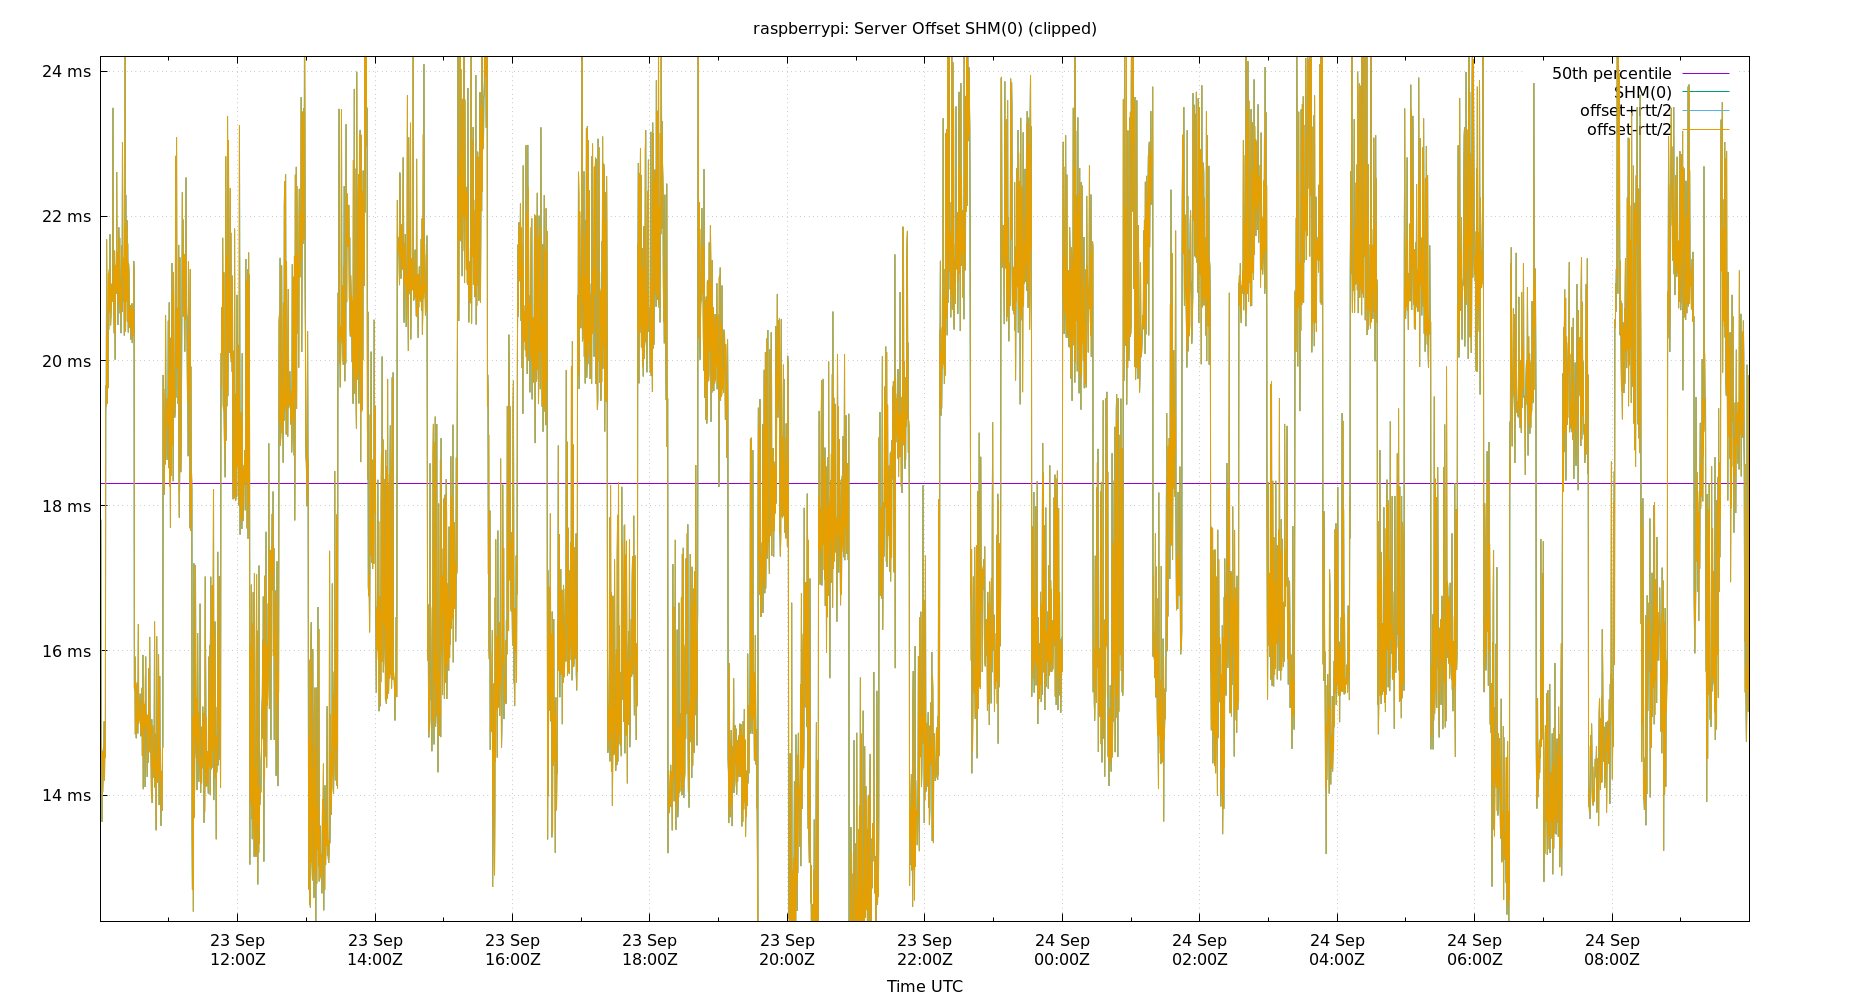 raspberrypi: Server Offset SHM(0) (clipped)
24 ms
22 ms
20 ms
18 ms
16 ms
14 ms
50th percentile
SHM(0)
offset+rtt/2
offset-rtt/2
23 Sep
12:00Z
23 Sep
14:00Z
23 Sep
16:00Z
23 Sep
18:00Z
23 Sep
20:00Z
23 Sep
22:00Z
24 Sep
00:00Z
24 Sep
02:00Z
24 Sep
04:00Z
24 Sep
06:00Z
24 Sep
08:00Z
Time UTC